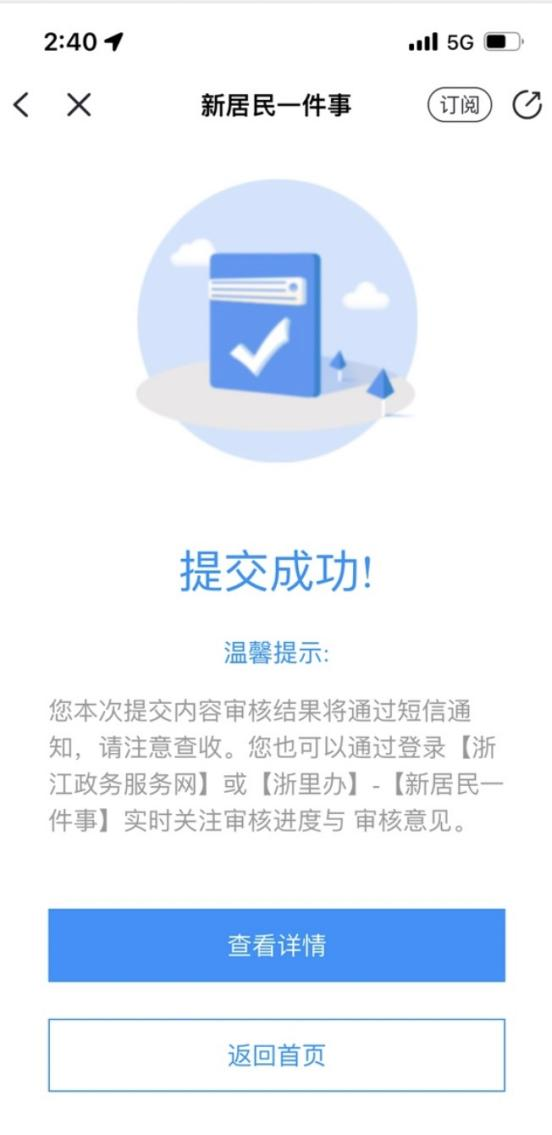 2:40
5G
新居民一件事
订阅
提交成功!
温馨提示:
您本次提交内容审核结果将通过短信通
知，请注意查收。您也可以通过登录【浙
江政务服务网】或【浙里办】-【新居民一
件事】实时关注审核进度与 审核意见。
查看详情
返回首页